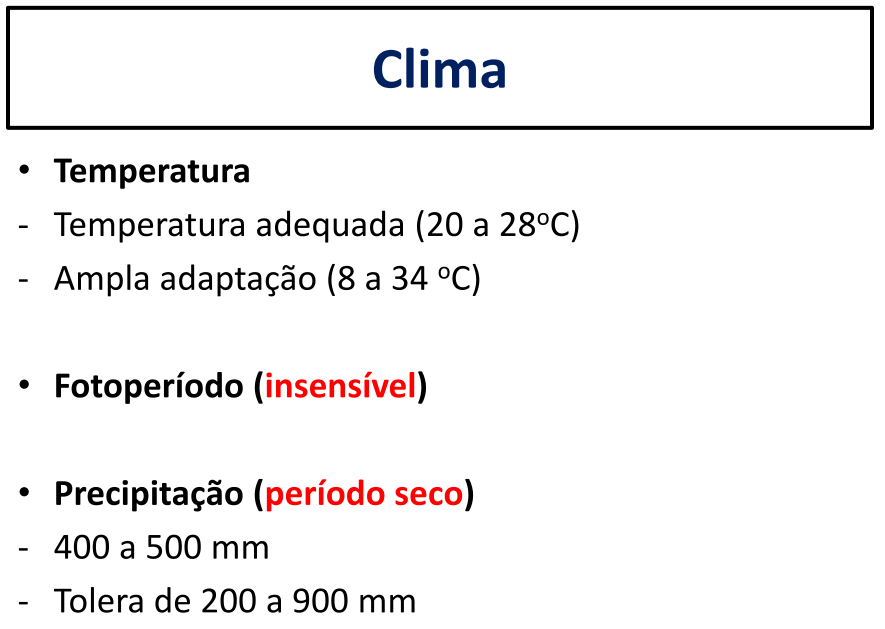 Clima
• Temperatura
- Temperatura adequada (20 a 28ºC)
- Ampla adaptação (8 a 34 ºC)
• Fotoperíodo (insensível)
• Precipitação (período seco)
- 400 a 500 mm
- Tolera de 200 a 900 mm